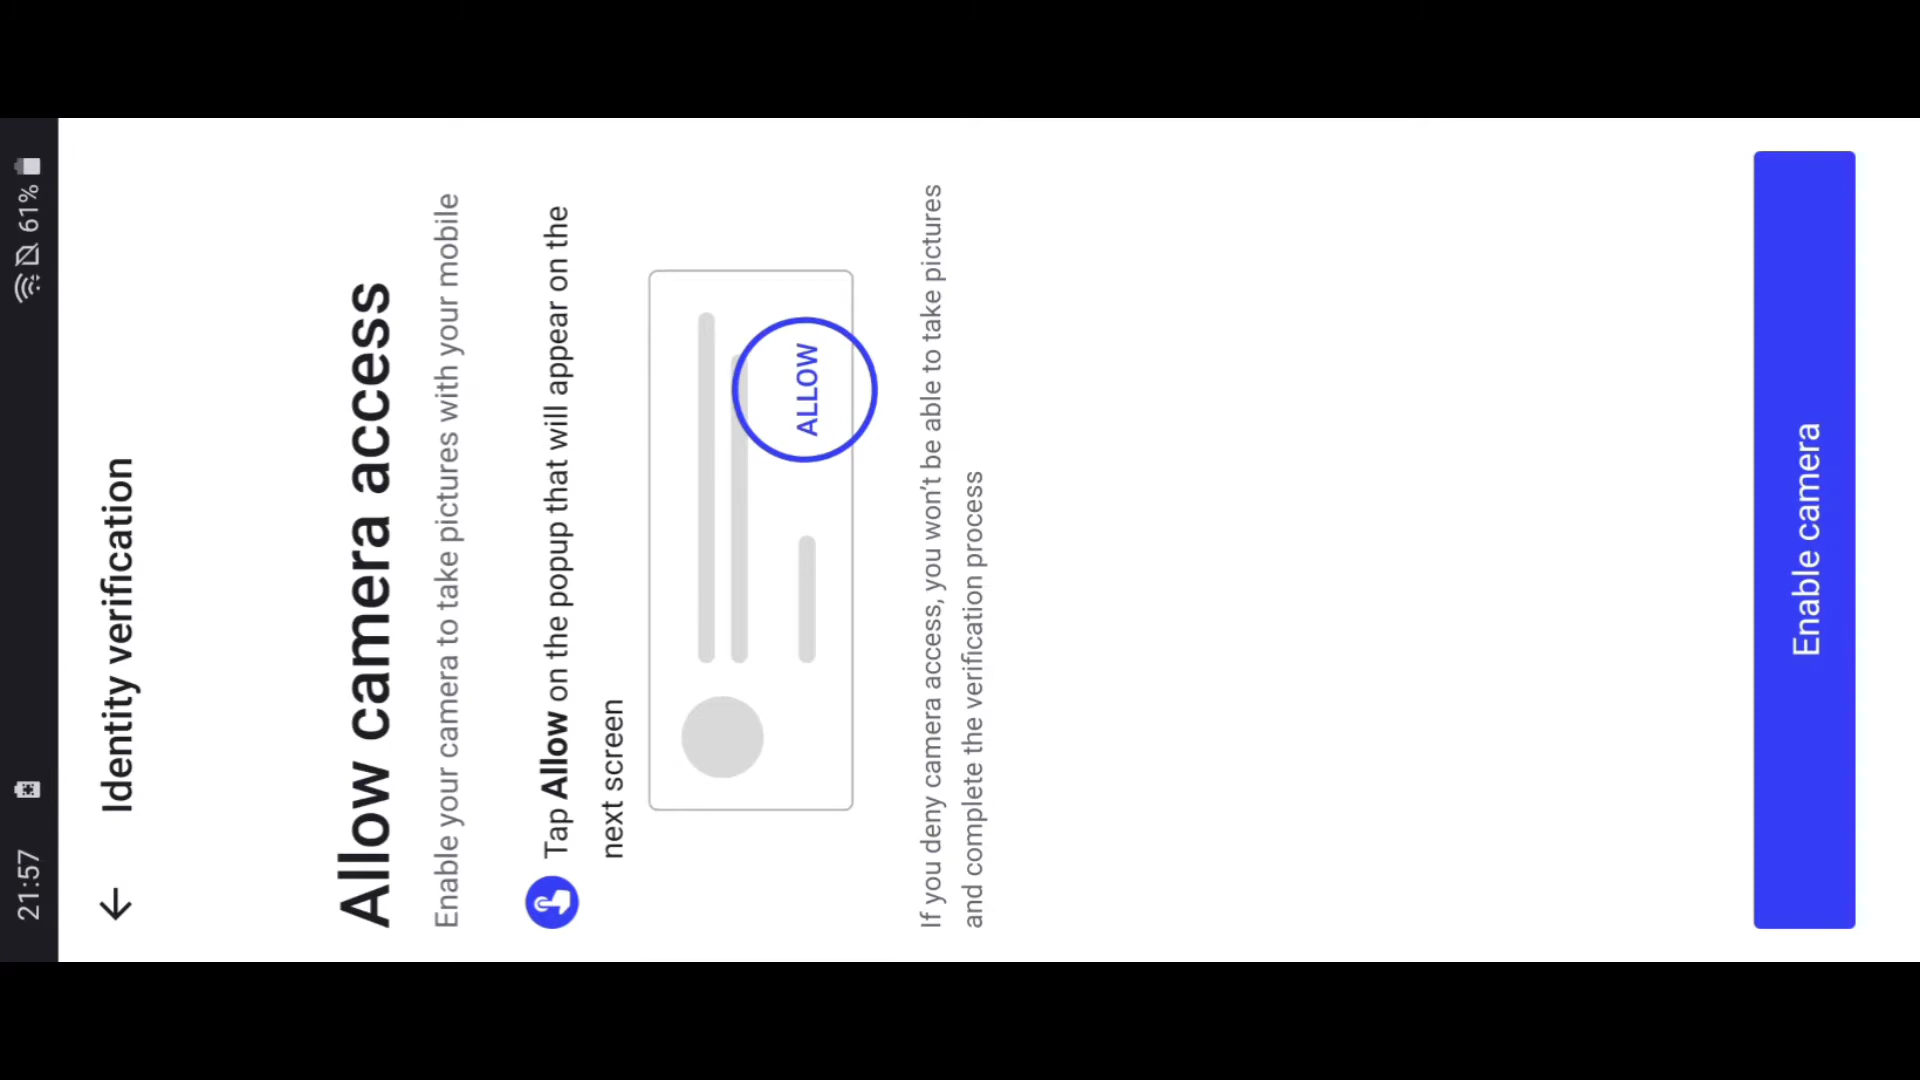 21:57 61%
Identity verification
Allow camera access
Enable your camera to take pictures with your mobile
Tap Allow on the popup that will appear on the
next screen
ALLOW
If you deny camera access, you won't be able to take pictures
and complete the verification process
Enable camera